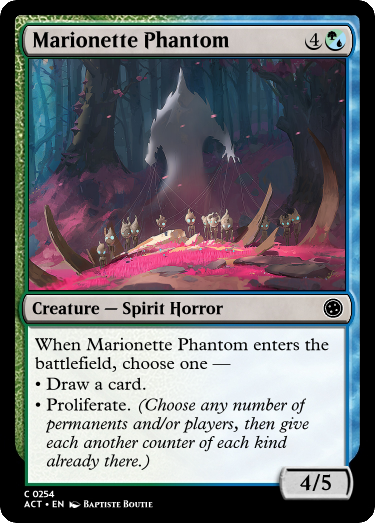 Marionette Phantom 4
Creature — Spirit Horror
When Marionette Phantom enters the
battlefield, choose one —
• Draw a card.
• Proliferate. (Choose any number of
permanents and/or players, then give
each another counter of each kind
already there.)
4/5
C 0254
ACT • EN Baptiste Boutie